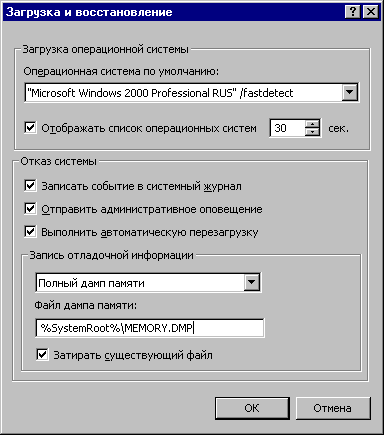 Загрузка и восстановление
Загрузка операционной системы
Операционная система по умолчанию:
"Microsoft Windows 2000 Professional RUS" /fastdetect
Отображать список операционных систем 30 сек.
Отказ системы
Записать событие в системный журнал
Отправить административное оповещение
Выполнить автоматическую перезагрузку
Запись отладочной информации
Полный дамп памяти
Файл дампа памяти:
%SystemRoot%\MEMORY.DMP
Затирать существующий файл
OK Отмена